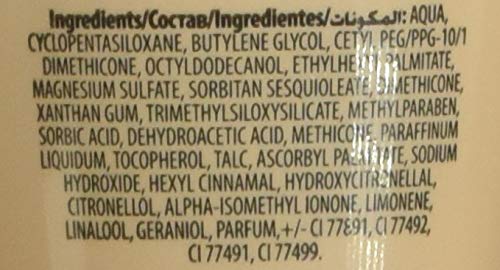 Ingredients/Состав/Ingredientes/المكونات: AQUA,
CYCLOPENTASILOXANE, BUTYLENE GLYCOL, CETYL PEG/PPG-10/1
DIMETHICONE, OCTYLDODECANOL, ETHYLHEXYL PALMITATE,
MAGNESIUM SULFATE, SORBITAN SESQUIOLEATE, DIMETHICONE,
XANTHAN GUM, TRIMETHYLSILOXYSILICATE, METHYLPARABEN,
SORBIC ACID, DEHYDROACETIC ACID, METHICONE, PARAFFINUM
LIQUIDUM, TOCOPHEROL, TALC, ASCORBYL PALMITATE, SODIUM
HYDROXIDE, HEXYL CINNAMAL, HYDROXYCITRONELLAL,
CITRONELLOL, ALPHA-ISOMETHYL IONONE, LIMONENE,
LINALOOL, GERANIOL, PARFUM,+/- CI 77891, CI 77492,
CI 77491, CI 77499.